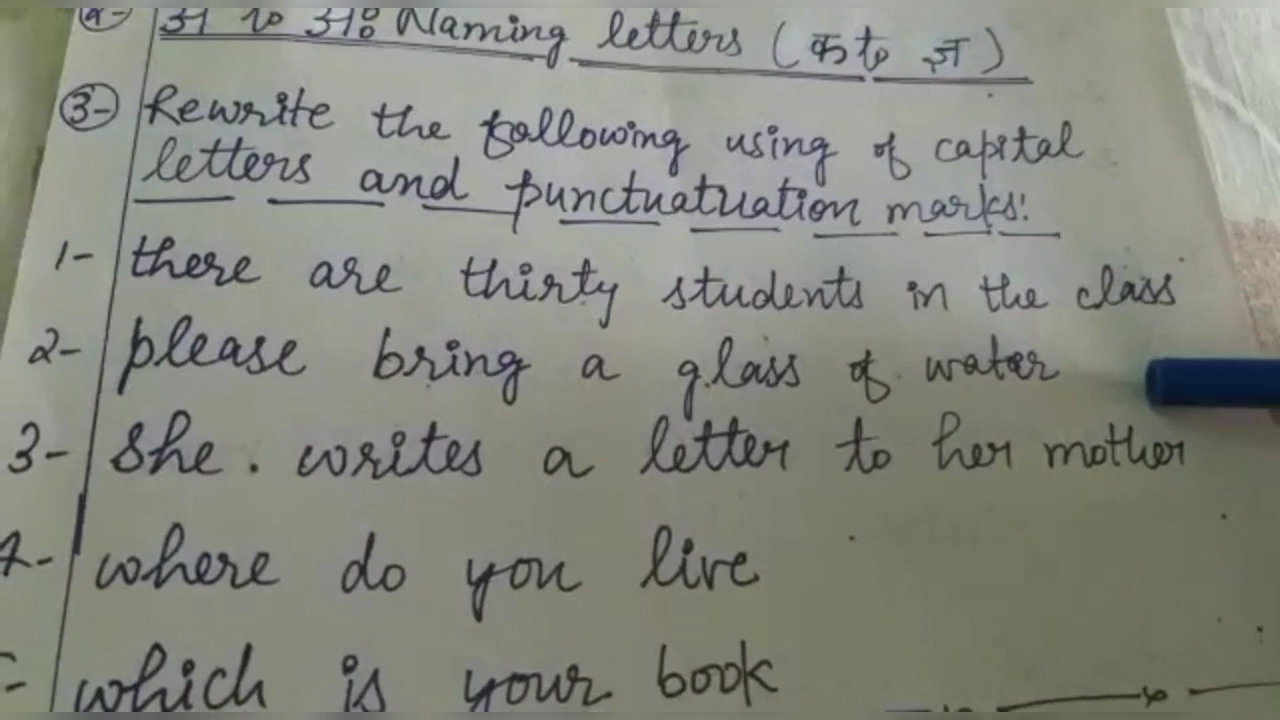 अ to अः Naming letters (क to ज्ञ)
3- Rewrite the following using of capital
letters and punctuatuation marks:
1- there are thirty students in the class
2- please bring a glass of water
3- she. writes a letter to her mother
4- where do you live
which is your book